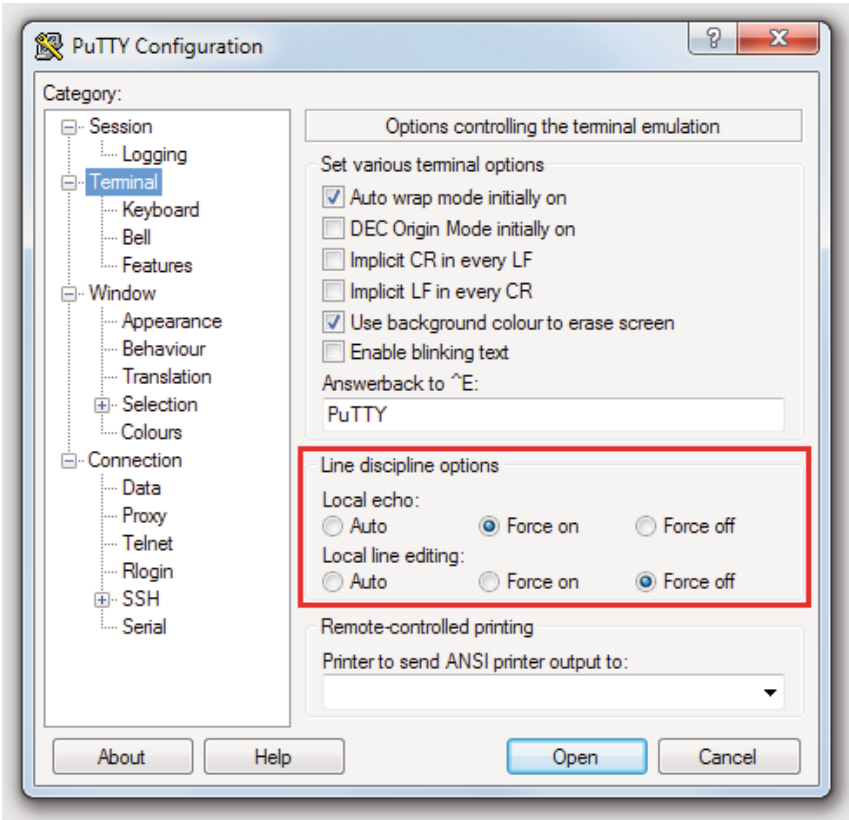 PuTTY Configuration
Category:
Session
Logging
Terminal
Keyboard
Bell
Features
Window
Appearance
Behaviour
Translation
Selection
Colours
Connection
Data
Proxy
Telnet
Rlogin
SSH
Serial
Options controlling the terminal emulation
Set various terminal options
Auto wrap mode initially on
DEC Origin Mode initially on
Implicit CR in every LF
Implicit LF in every CR
Use background colour to erase screen
Enable blinking text
Answerback to ^E:
PuTTY
Line discipline options
Local echo:
Auto Force on Force off
Local line editing:
Auto Force on Force off
Remote-controlled printing
Printer to send ANSI printer output to:
About Help Open Cancel